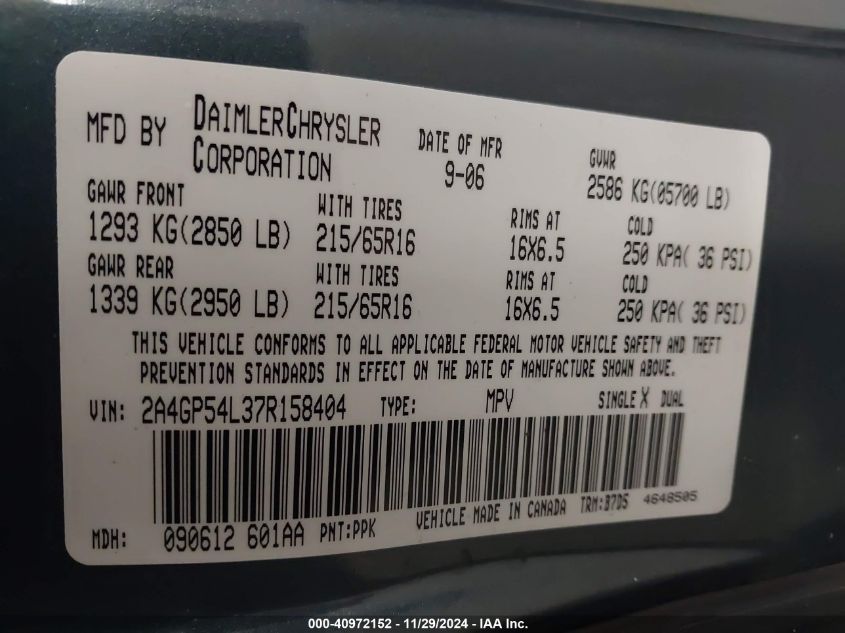 MFD BY DAIMLERCHRYSLER CORPORATION DATE OF MFR 9-06 GVWR 2586 KG(05700 LB)
GAWR FRONT WITH TIRES RIMS AT COLD
1293 KG(2850 LB) 215/65R16 16X6.5 250 KPA( 36 PSI)
GAWR REAR WITH TIRES RIMS AT COLD
1339 KG(2950 LB) 215/65R16 16X6.5 250 KPA( 36 PSI)
THIS VEHICLE CONFORMS TO ALL APPLICABLE FEDERAL MOTOR VEHICLE SAFETY AND THEFT
PREVENTION STANDARDS IN EFFECT ON THE DATE OF MANUFACTURE SHOWN ABOVE.
VIN: 2A4GP54L37R158404 TYPE: MPV SINGLE X DUAL
MDH: 090612 601AA PNT:PPK VEHICLE MADE IN CANADA TRM:B7D5 4648505
000-40972152 - 11/29/2024 - IAA Inc.